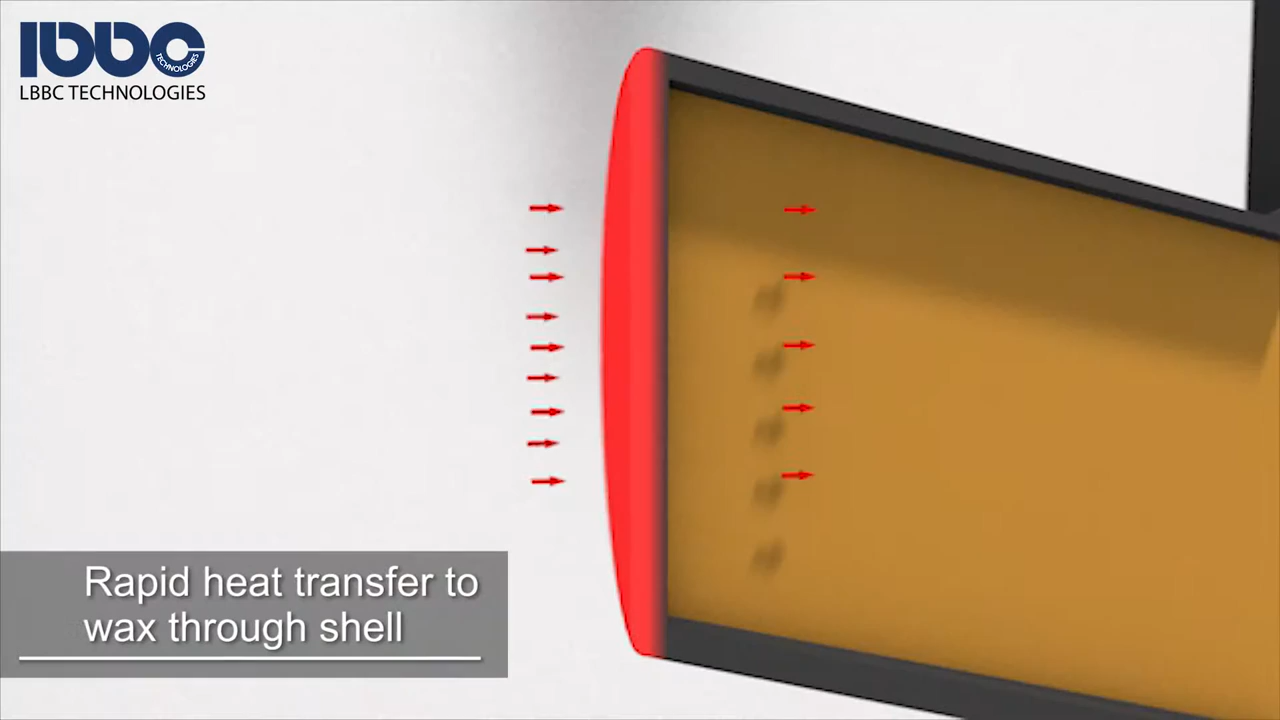 lbbc
TECHNOLOGIES
LBBC TECHNOLOGIES
Rapid heat transfer to
wax through shell